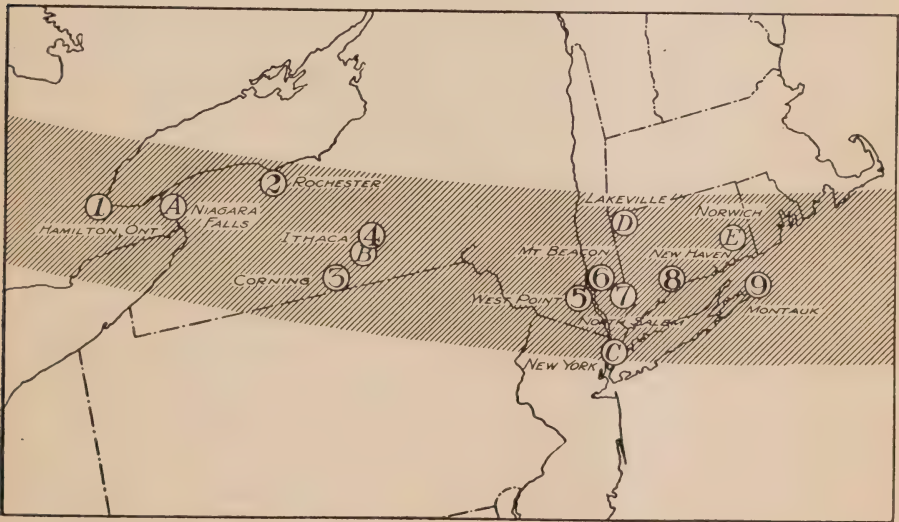 2
ROCHESTER
1
A
NIAGARA
FALLS
HAMILTON, ONT.
LAKEVILLE
D
NORWICH
E
ITHACA
4
B
CORNING
3
MT. BEACON
6
NEW HAVEN
8
WEST POINT
5
7
NORTH SALEM
9
MONTAUK
C
NEW YORK